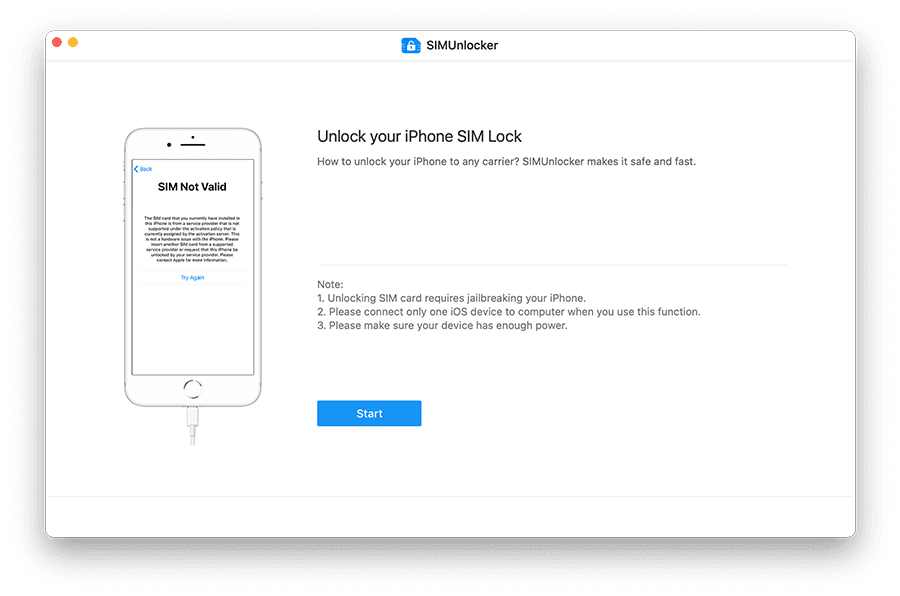 SIMUnlocker
Unlock your iPhone SIM Lock
How to unlock your iPhone to any carrier? SIMUnlocker makes it safe and fast.
Back
SIM Not Valid
The SIM card that you currently have installed in
this iPhone is from a service provider that is not
supported under the activation policy that is
currently assigned by the activation server. This
is not a hardware issue with the iPhone. Please
insert another SIM card from a supported
service provider or request that this iPhone be
unlocked by your service provider. Please
contact Apple for more information.
Try Again
Note:
1. Unlocking SIM card requires jailbreaking your iPhone.
2. Please connect only one iOS device to computer when you use this function.
3. Please make sure your device has enough power.
Start